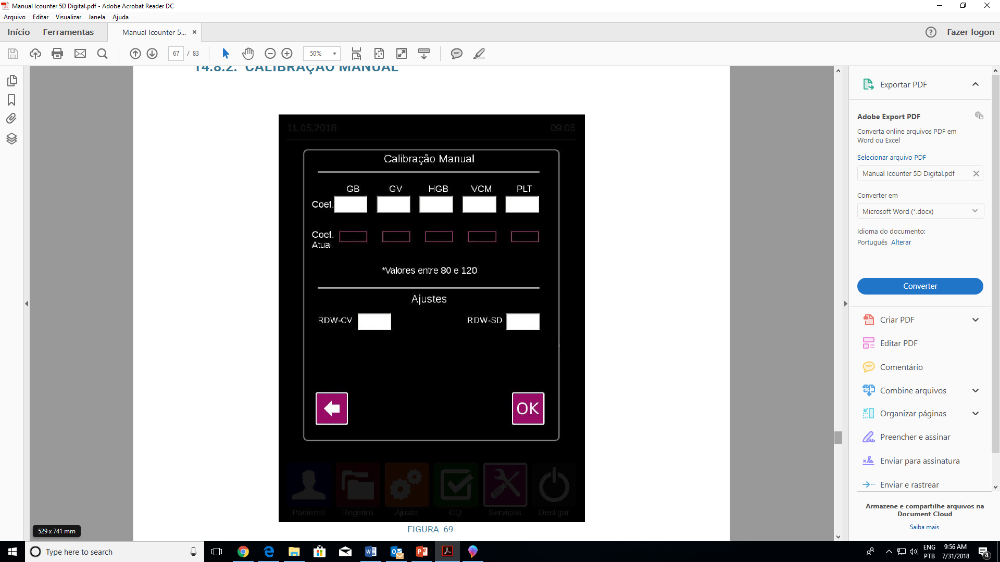 Manual Icounter 5D Digital.pdf - Adobe Acrobat Reader DC
Arquivo Editar Visualizar Janela Ajuda
Início Ferramentas Manual Icounter 5... × Fazer logon
67 / 83 50%
14.8.2. CALIBRAÇÃO MANUAL
11.05.2018 09:05
Calibração Manual
GB GV HGB VCM PLT
Coef.
Coef.
Atual
*Valores entre 80 e 120
Ajustes
RDW-CV RDW-SD
OK
Paciente Registro Ajuste CQ Serviços Desligar
FIGURA 69
529 x 741 mm
Exportar PDF
Adobe Export PDF
Converta online arquivos PDF em
Word ou Excel
Selecionar arquivo PDF
Manual Icounter 5D Digital.pdf
Converter em
Microsoft Word (*.docx)
Idioma do documento:
Português Alterar
Converter
Criar PDF
Editar PDF
Comentário
Combine arquivos
Organizar páginas
Preencher e assinar
Enviar para assinatura
Enviar e rastrear
Armazene e compartilhe arquivos na
Document Cloud
Saiba mais
Type here to search
ENG
PTB
9:56 AM
7/31/2018
4